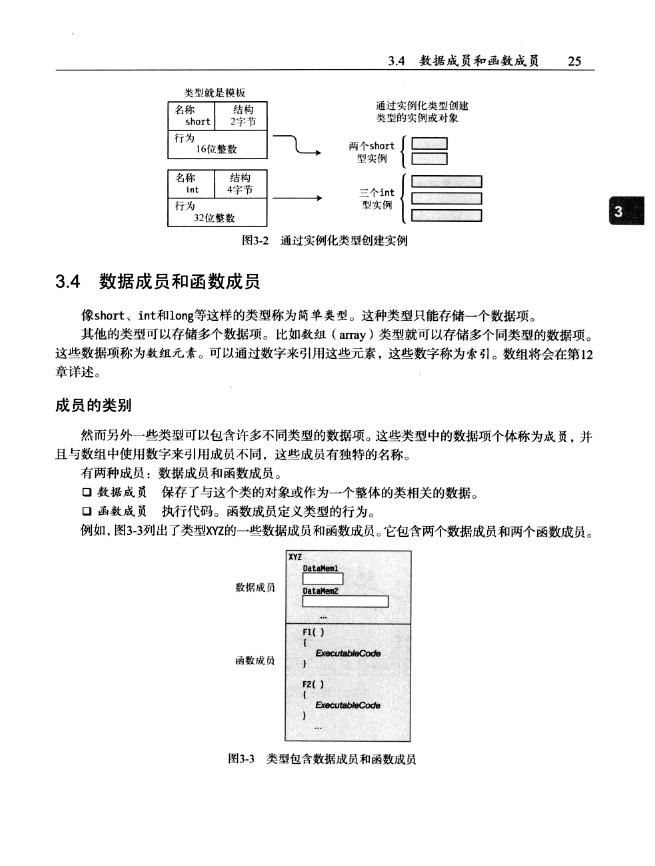 3.4 数据成员和函数成员 25
类型就是模板
名称 结构
short 2字节
行为
16位整数
通过实例化类型创建
类型的实例或对象
两个short
型实例
名称 结构
int 4字节
行为
32位整数
三个int
型实例
3
图3-2 通过实例化类型创建实例
3.4 数据成员和函数成员
像short、int和long等这样的类型称为简单类型。这种类型只能存储一个数据项。
其他的类型可以存储多个数据项。比如数组（array）类型就可以存储多个同类型的数据项。
这些数据项称为数组元素。可以通过数字来引用这些元素，这些数字称为索引。数组将会在第12
章详述。
成员的类别
然而另外一些类型可以包含许多不同类型的数据项。这些类型中的数据项个体称为成员，并
且与数组中使用数字来引用成员不同，这些成员有独特的名称。
有两种成员：数据成员和函数成员。
❑ 数据成员 保存了与这个类的对象或作为一个整体的类相关的数据。
❑ 函数成员 执行代码。函数成员定义类型的行为。
例如，图3-3列出了类型XYZ的一些数据成员和函数成员。它包含两个数据成员和两个函数成员。
XYZ
DataMem1
数据成员
DataMem2
...
F1( )
{
ExecutableCode
函数成员
}
F2( )
{
ExecutableCode
}
...
图3-3 类型包含数据成员和函数成员